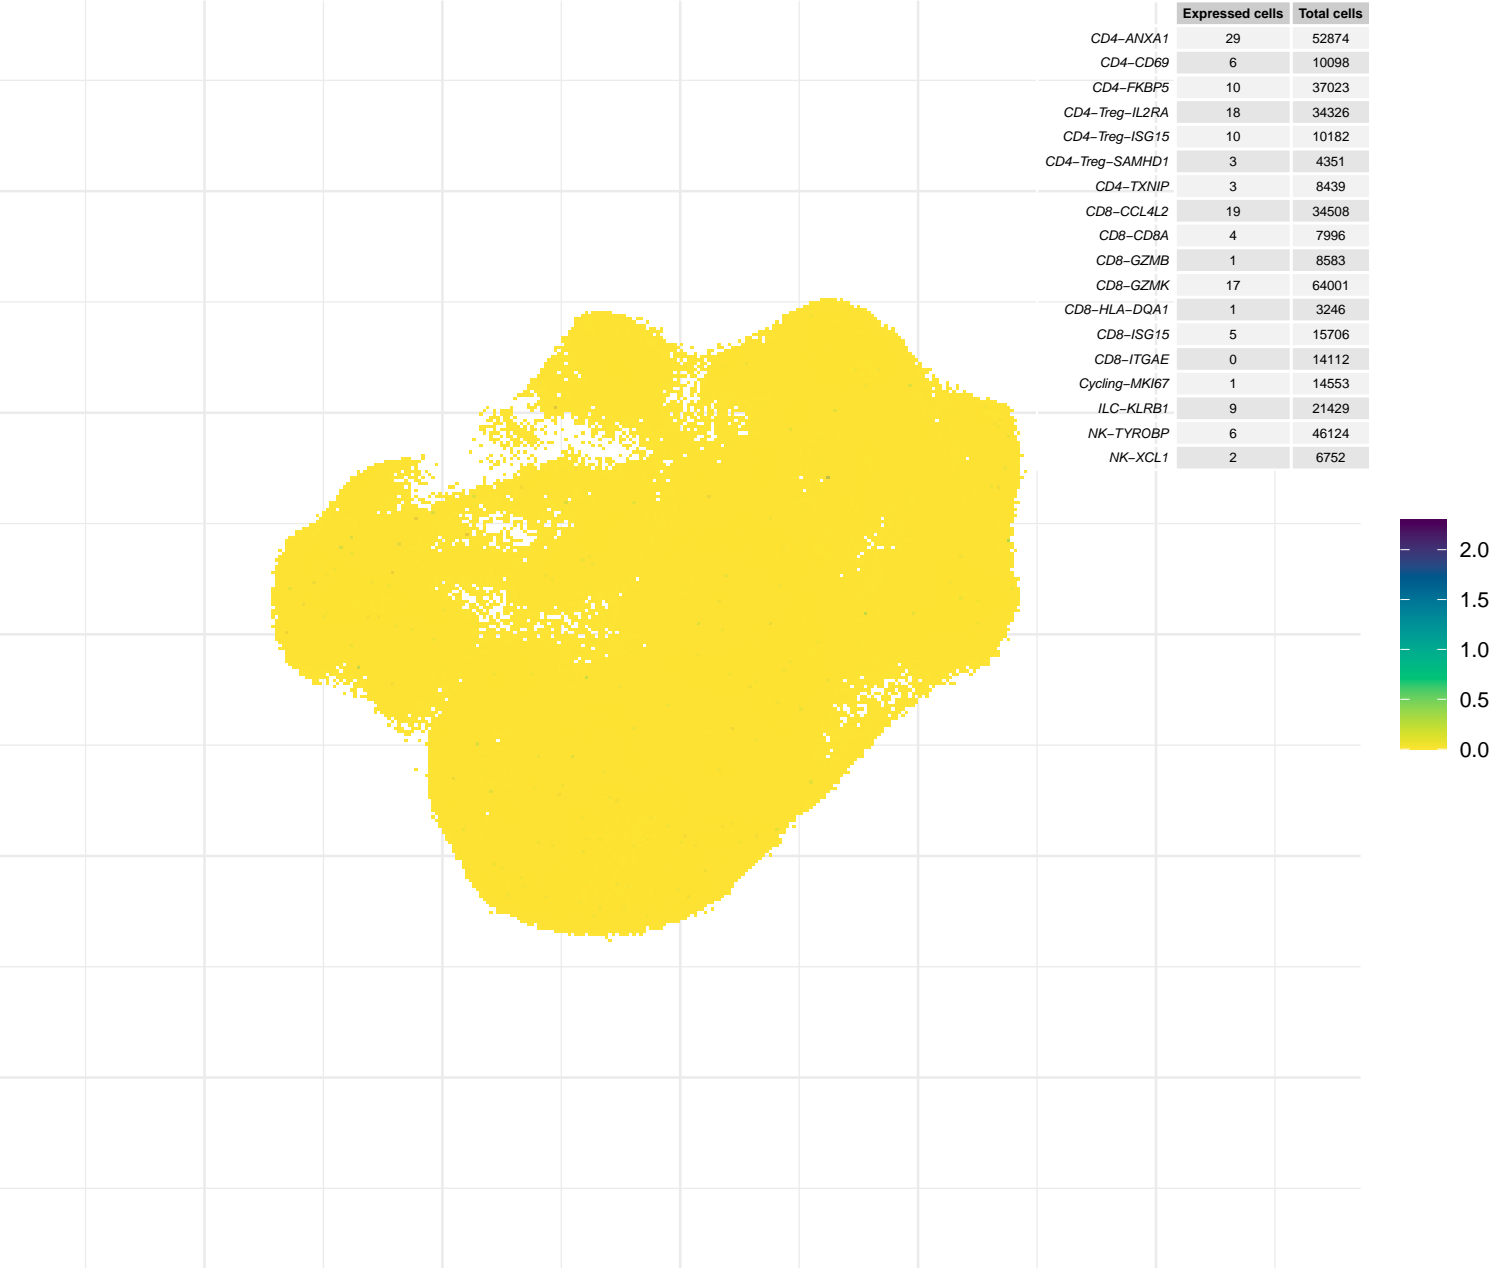 Expressed cells Total cells
CD4−ANXA1 29 52874
CD4−CD69 6 10098
CD4−FKBP5 10 37023
CD4−Treg−IL2RA 18 34326
CD4−Treg−ISG15 10 10182
CD4−Treg−SAMHD1 3 4351
CD4−TXNIP 3 8439
CD8−CCL4L2 19 34508
CD8−CD8A 4 7996
CD8−GZMB 1 8583
CD8−GZMK 17 64001
CD8−HLA−DQA1 1 3246
CD8−ISG15 5 15706
CD8−ITGAE 0 14112
Cycling−MKI67 1 14553
ILC−KLRB1 9 21429
NK−TYROBP 6 46124
NK−XCL1 2 6752
2.0
1.5
1.0
0.5
0.0